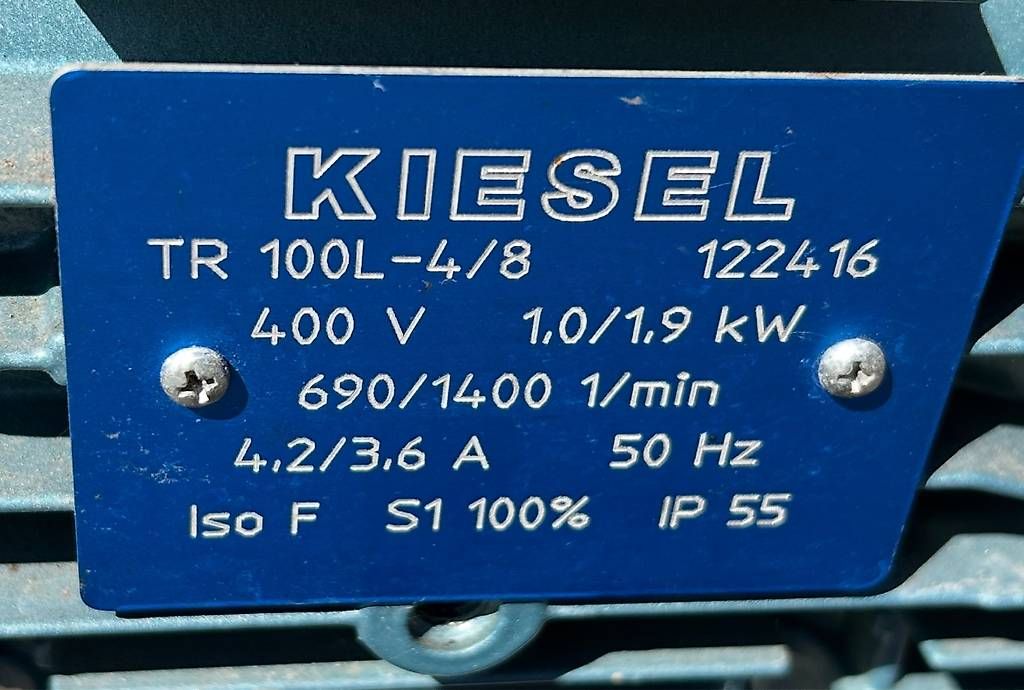 KIESEL
TR 100L-4/8 122416
400 V 1.0/1.9 kW
690/1400 1/min
4.2/3.6 A 50 Hz
Iso F S1 100% IP 55